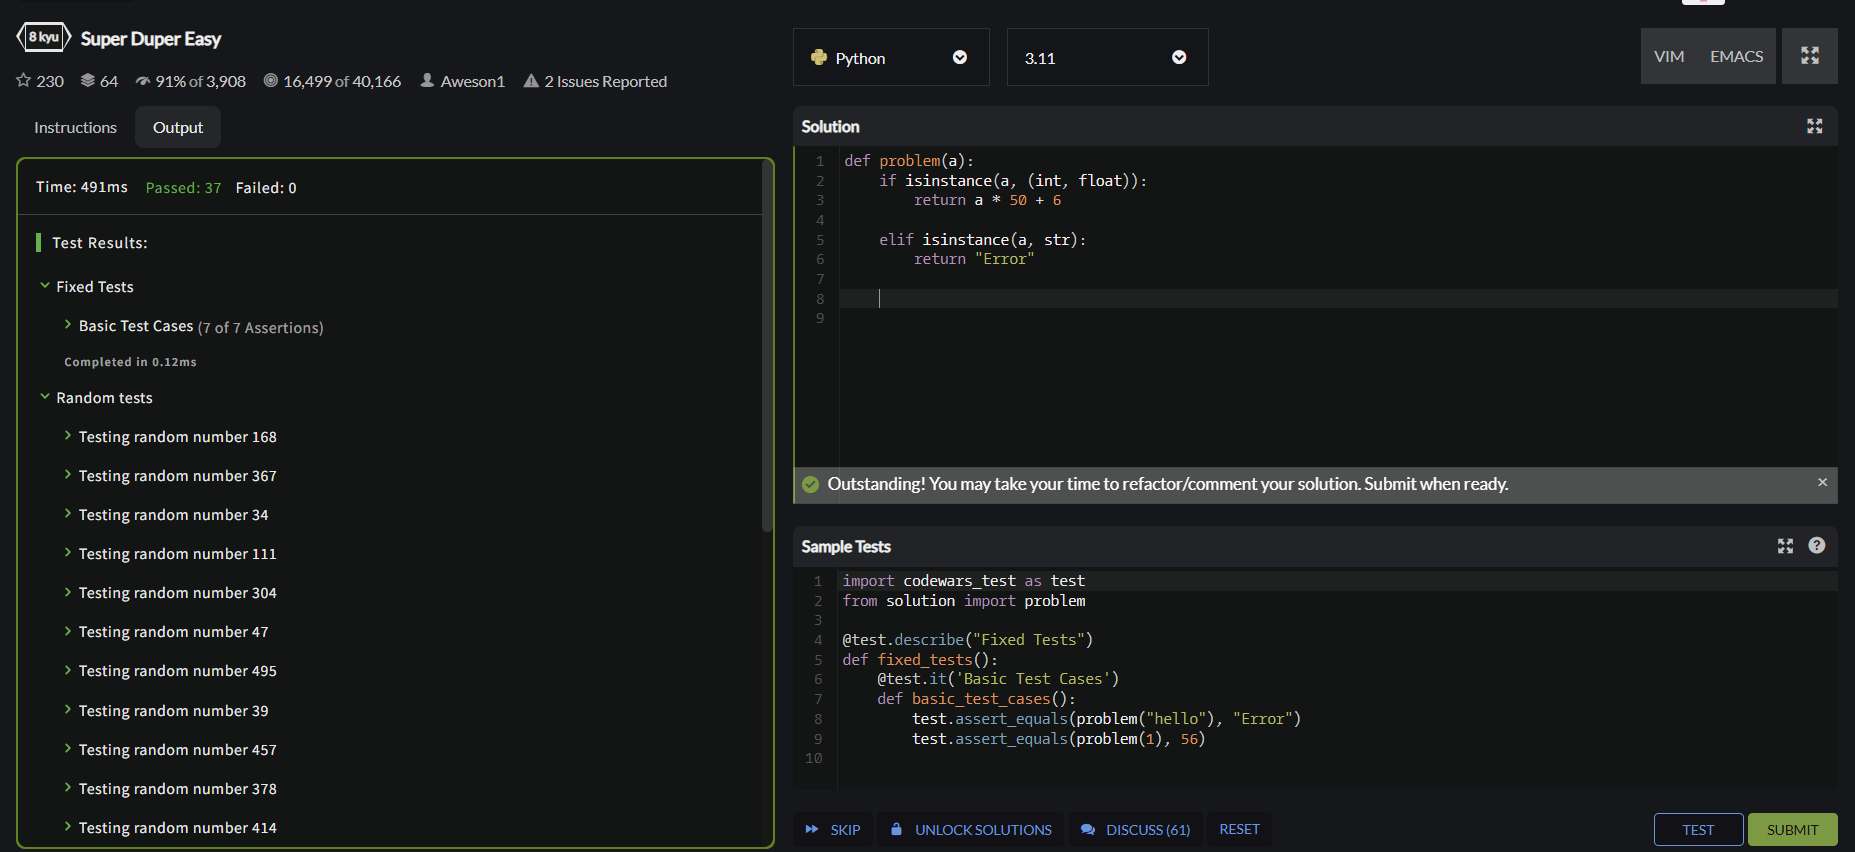 8 kyu Super Duper Easy
230 64 91% of 3,908 16,499 of 40,166 Aweson1 2 Issues Reported
Instructions Output
Time: 491ms Passed: 37 Failed: 0
Test Results:
Fixed Tests
Basic Test Cases (7 of 7 Assertions)
Completed in 0.12ms
Random tests
Testing random number 168
Testing random number 367
Testing random number 34
Testing random number 111
Testing random number 304
Testing random number 47
Testing random number 495
Testing random number 39
Testing random number 457
Testing random number 378
Testing random number 414
Python 3.11 VIM EMACS
Solution
1 def problem(a):
2     if isinstance(a, (int, float)):
3         return a * 50 + 6
4
5     elif isinstance(a, str):
6         return "Error"
7
8
9
Outstanding! You may take your time to refactor/comment your solution. Submit when ready. ×
Sample Tests ?
1 import codewars_test as test
2 from solution import problem
3
4 @test.describe("Fixed Tests")
5 def fixed_tests():
6     @test.it('Basic Test Cases')
7     def basic_test_cases():
8         test.assert_equals(problem("hello"), "Error")
9         test.assert_equals(problem(1), 56)
10
SKIP UNLOCK SOLUTIONS DISCUSS (61) RESET TEST SUBMIT